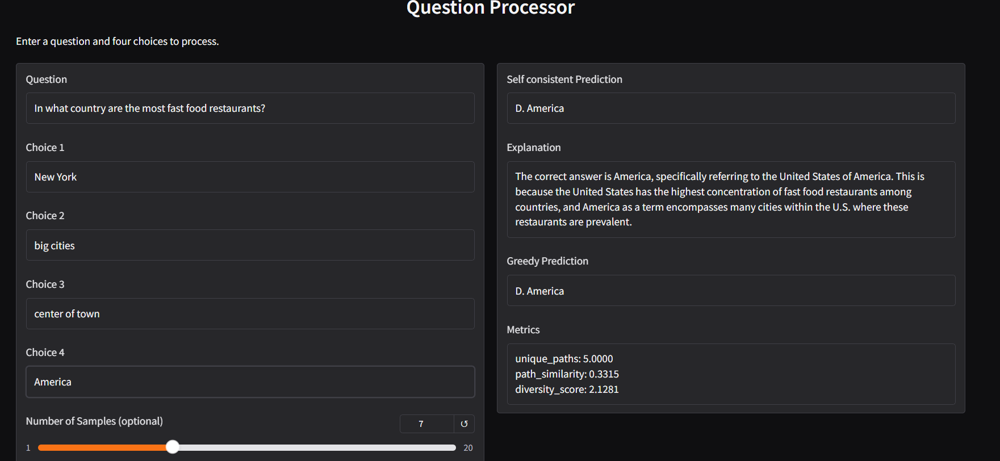 Question Processor
Enter a question and four choices to process.
Question
In what country are the most fast food restaurants?
Choice 1
New York
Choice 2
big cities
Choice 3
center of town
Choice 4
America
Number of Samples (optional)
7
1
20
Self consistent Prediction
D. America
Explanation
The correct answer is America, specifically referring to the United States of America. This is
because the United States has the highest concentration of fast food restaurants among
countries, and America as a term encompasses many cities within the U.S. where these
restaurants are prevalent.
Greedy Prediction
D. America
Metrics
unique_paths: 5.0000
path_similarity: 0.3315
diversity_score: 2.1281